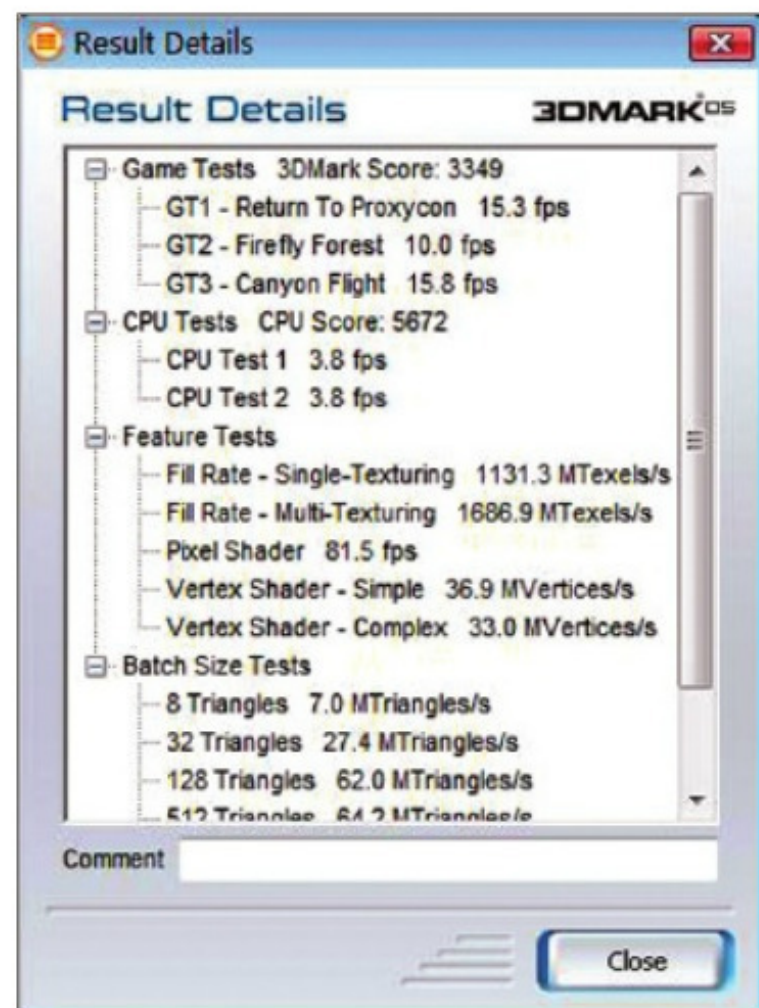 Result Details
Result Details 3DMARK05
Game Tests 3DMark Score: 3349
GT1 - Return To Proxycon 15.3 fps
GT2 - Firefly Forest 10.0 fps
GT3 - Canyon Flight 15.8 fps
CPU Tests CPU Score: 5672
CPU Test 1 3.8 fps
CPU Test 2 3.8 fps
Feature Tests
Fill Rate - Single-Texturing 1131.3 MTexels/s
Fill Rate - Multi-Texturing 1686.9 MTexels/s
Pixel Shader 81.5 fps
Vertex Shader - Simple 36.9 MVertices/s
Vertex Shader - Complex 33.0 MVertices/s
Batch Size Tests
8 Triangles 7.0 MTriangles/s
32 Triangles 27.4 MTriangles/s
128 Triangles 62.0 MTriangles/s
512 Triangles 64.2 MTriangles/s
Comment
Close